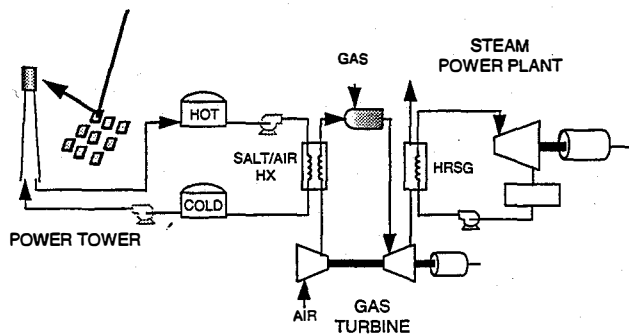 GAS
STEAM
POWER PLANT
HOT
SALT/AIR
HX
HRSG
COLD
POWER TOWER
AIR
GAS
TURBINE